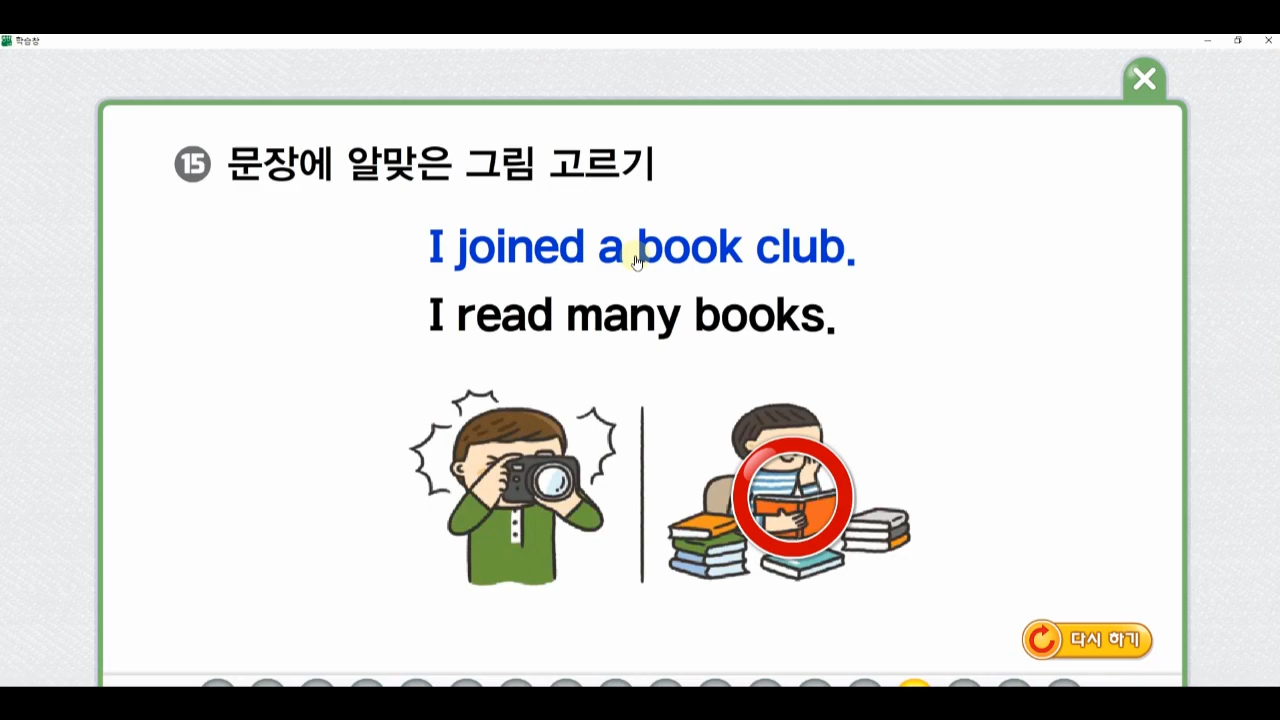 학습창
15 문장에 알맞은 그림 고르기
I joined a book club.
I read many books.
다시 하기